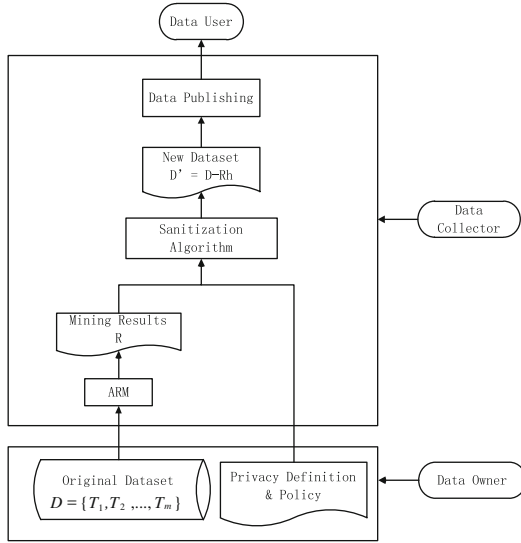 Data User
Data Publishing
New Dataset
D' = D-Rh
Sanitization
Algorithm
Data
Collector
Mining Results
R
ARM
Original Dataset
D = {T1,T2 ,..., Tm}
Privacy Definition
& Policy
Data Owner